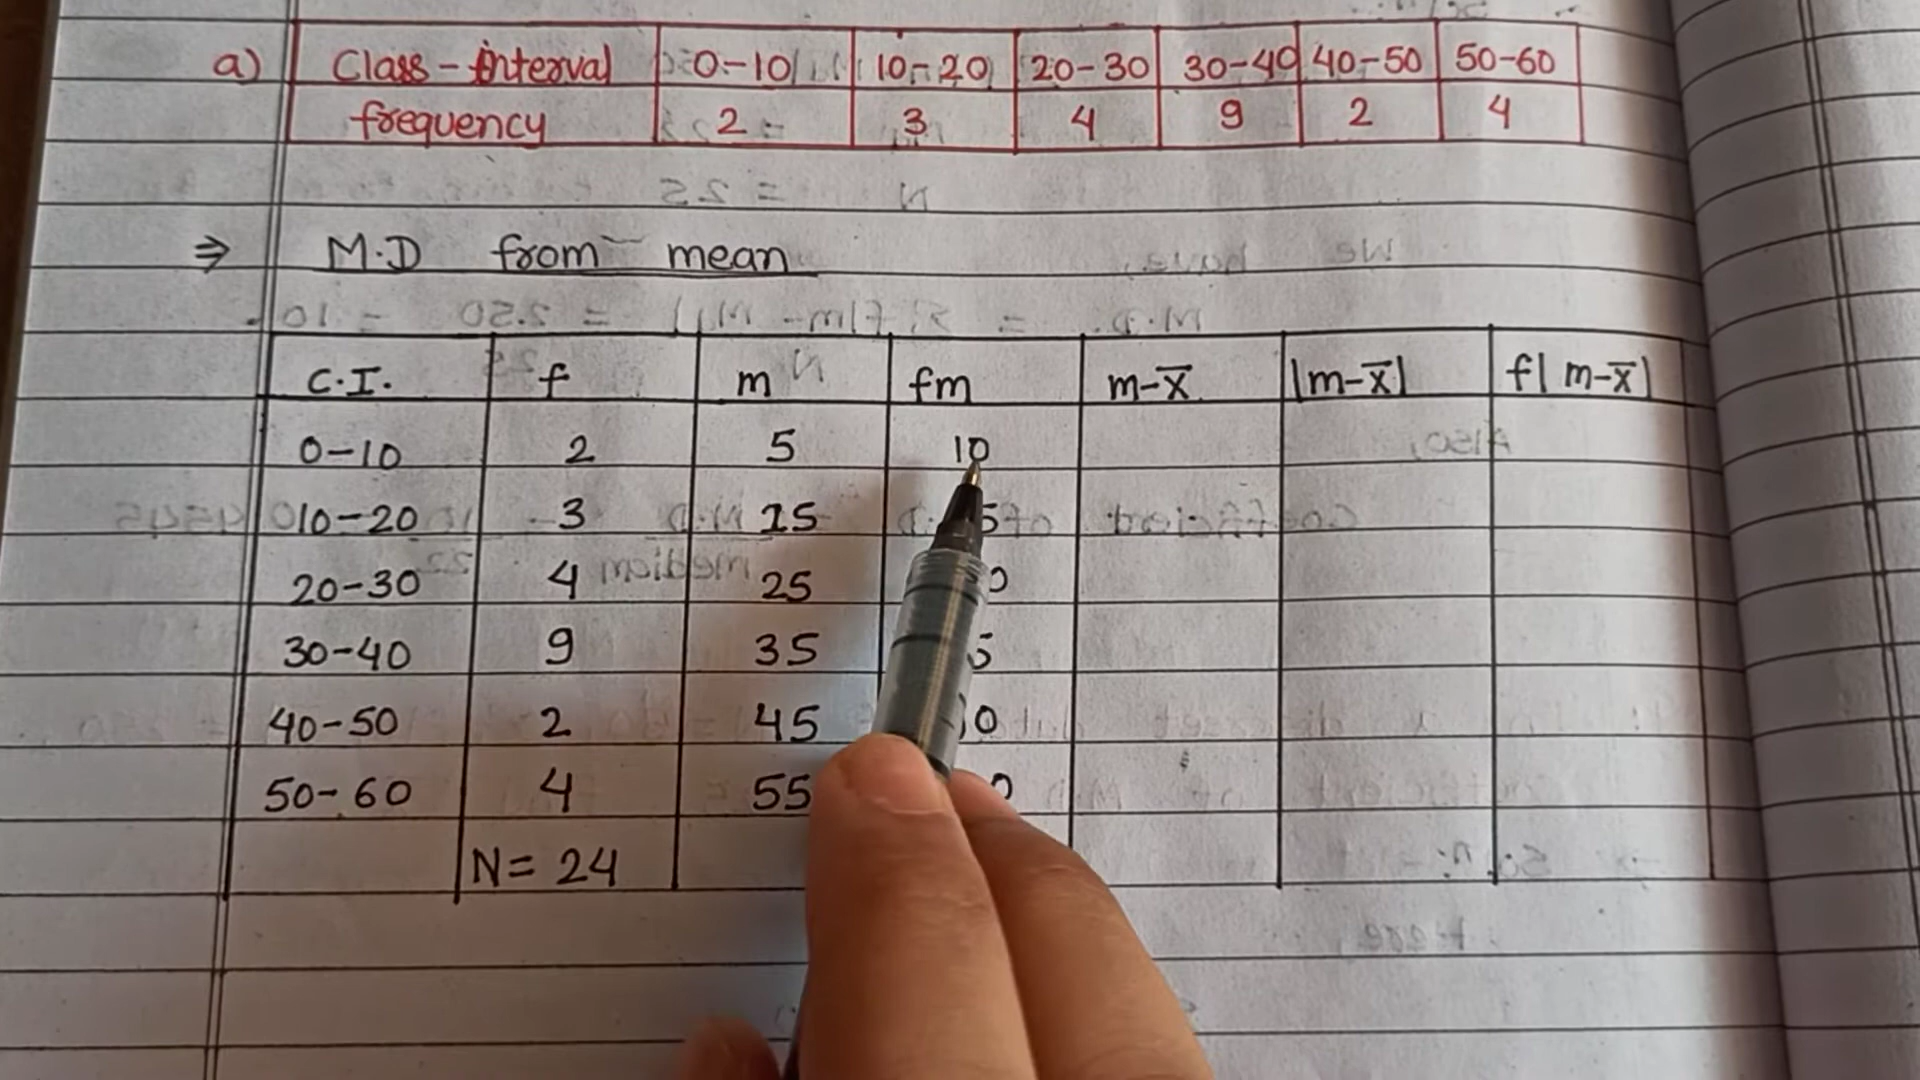 a) Class-interval 0-10 10-20 20-30 30-40 40-50 50-60
frequency 2 3 4 9 2 4
⇒ M.D from mean
C.I. f m fm m-x̄ |m-x̄| f|m-x̄|
0-10 2 5 10
10-20 3 15
20-30 4 25
30-40 9 35
40-50 2 45
50-60 4 55
N= 24